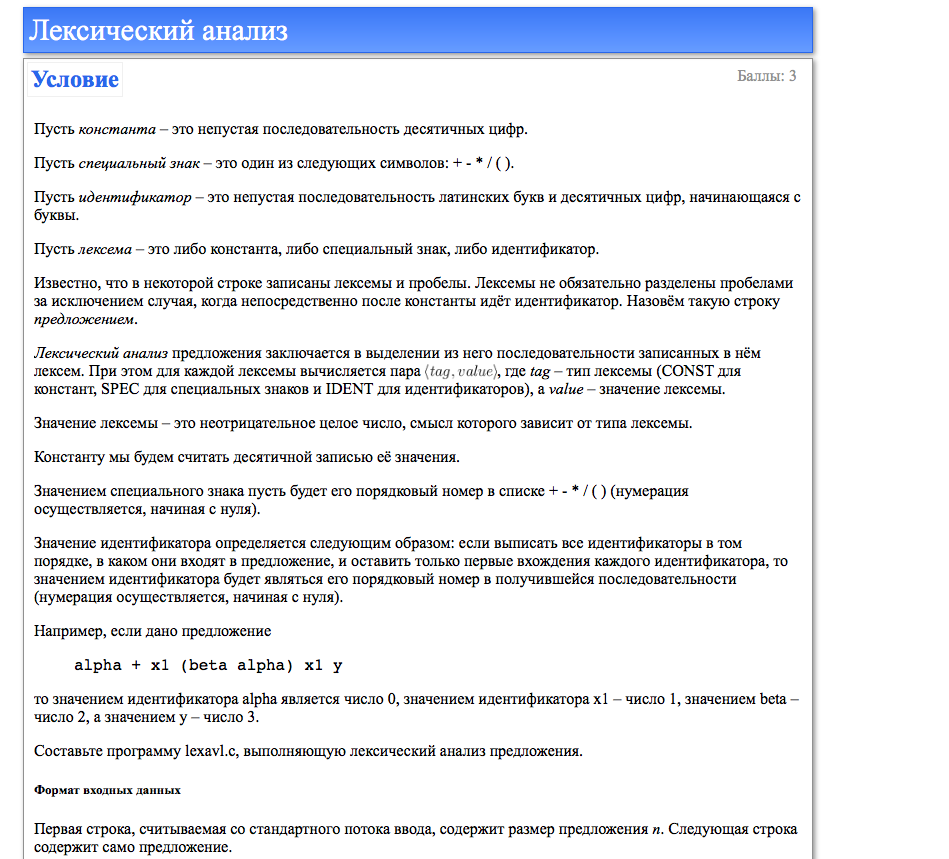 Лексический анализ
Условие
Баллы: 3
Пусть константа – это непустая последовательность десятичных цифр.
Пусть специальный знак – это один из следующих символов: + - * / ( ).
Пусть идентификатор – это непустая последовательность латинских букв и десятичных цифр, начинающаяся с
буквы.
Пусть лексема – это либо константа, либо специальный знак, либо идентификатор.
Известно, что в некоторой строке записаны лексемы и пробелы. Лексемы не обязательно разделены пробелами
за исключением случая, когда непосредственно после константы идёт идентификатор. Назовём такую строку
предложением.
Лексический анализ предложения заключается в выделении из него последовательности записанных в нём
лексем. При этом для каждой лексемы вычисляется пара ⟨tag, value⟩, где tag – тип лексемы (CONST для
констант, SPEC для специальных знаков и IDENT для идентификаторов), а value – значение лексемы.
Значение лексемы – это неотрицательное целое число, смысл которого зависит от типа лексемы.
Константу мы будем считать десятичной записью её значения.
Значением специального знака пусть будет его порядковый номер в списке + - * / ( ) (нумерация
осуществляется, начиная с нуля).
Значение идентификатора определяется следующим образом: если выписать все идентификаторы в том
порядке, в каком они входят в предложение, и оставить только первые вхождения каждого идентификатора, то
значением идентификатора будет являться его порядковый номер в получившейся последовательности
(нумерация осуществляется, начиная с нуля).
Например, если дано предложение
alpha + x1 (beta alpha) x1 y
то значением идентификатора alpha является число 0, значением идентификатора x1 – число 1, значением beta –
число 2, а значением y – число 3.
Составьте программу lexavl.c, выполняющую лексический анализ предложения.
Формат входных данных
Первая строка, считываемая со стандартного потока ввода, содержит размер предложения n. Следующая строка
содержит само предложение.